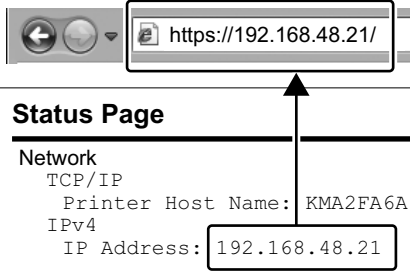 https://192.168.48.21/
Status Page
Network
TCP/IP
Printer Host Name: KMA2FA6A
IPv4
IP Address: 192.168.48.21